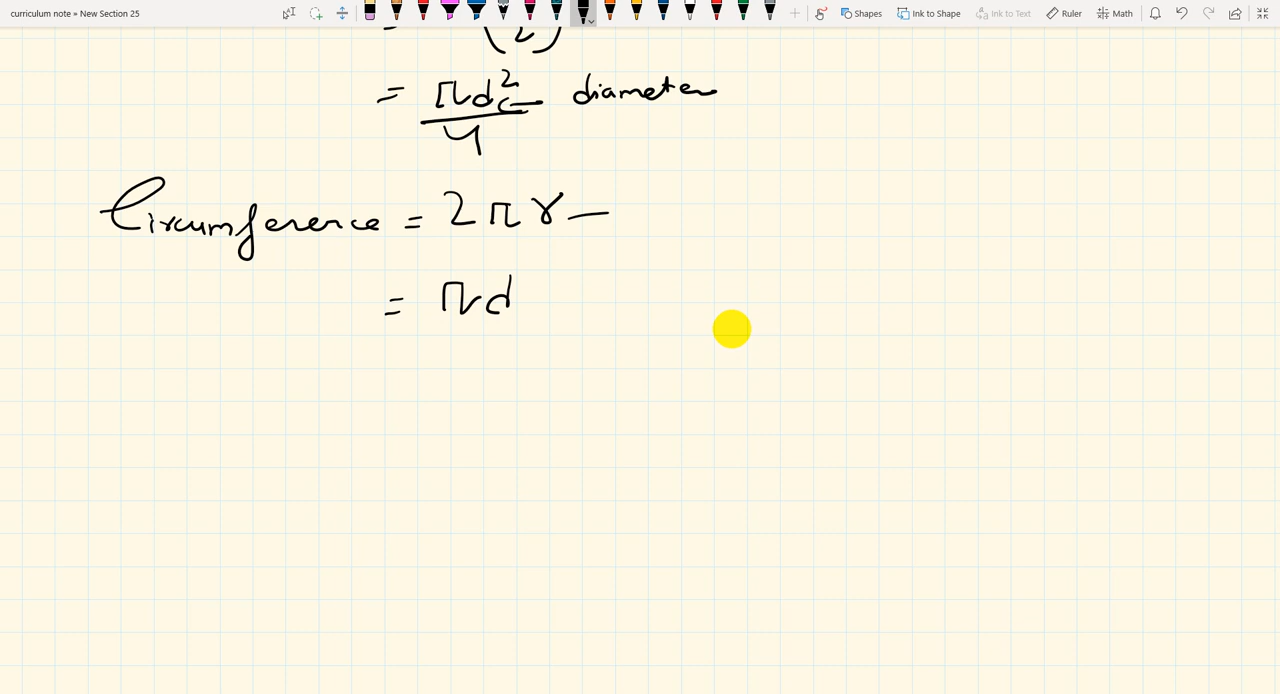 curriculum note » New Section 25
Shapes Ink to Shape Ink to Text Ruler Math
= (2)
= πd² diameter
4
Circumference = 2πr
= πd